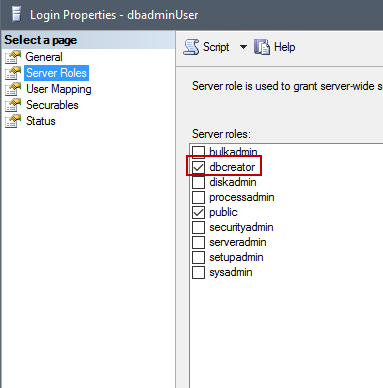 Login Properties - dbadminUser
Select a page
General
Server Roles
User Mapping
Securables
Status
Script
Help
Server role is used to grant server-wide s
Server roles:
bulkadmin
dbcreator
diskadmin
processadmin
public
securityadmin
serveradmin
setupadmin
sysadmin